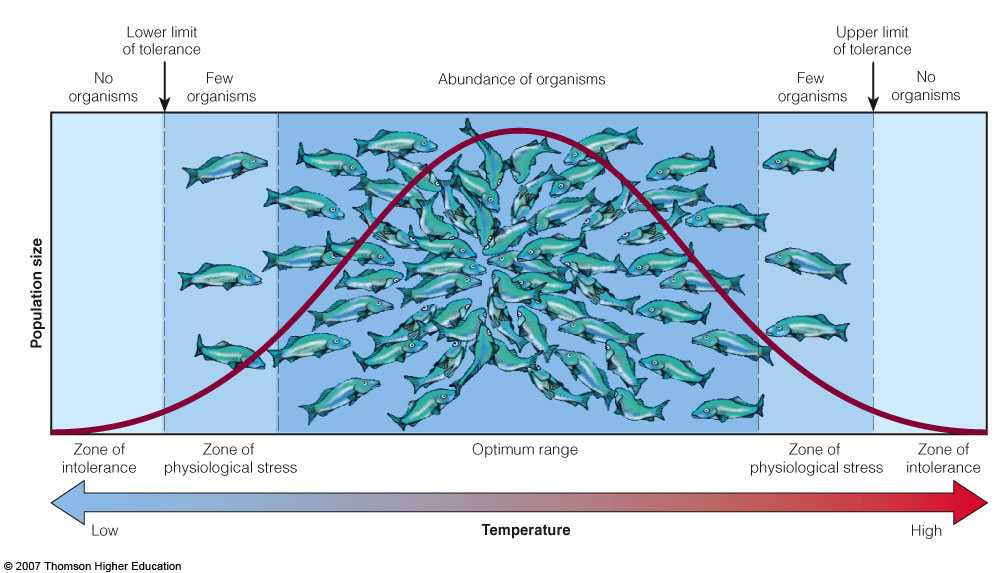 Lower limit
of tolerance
Upper limit
of tolerance
No
organisms
Few
organisms
Abundance of organisms
Few
organisms
No
organisms
Population size
Zone of
intolerance
Zone of
physiological stress
Optimum range
Zone of
physiological stress
Zone of
intolerance
Low
Temperature
High
© 2007 Thomson Higher Education